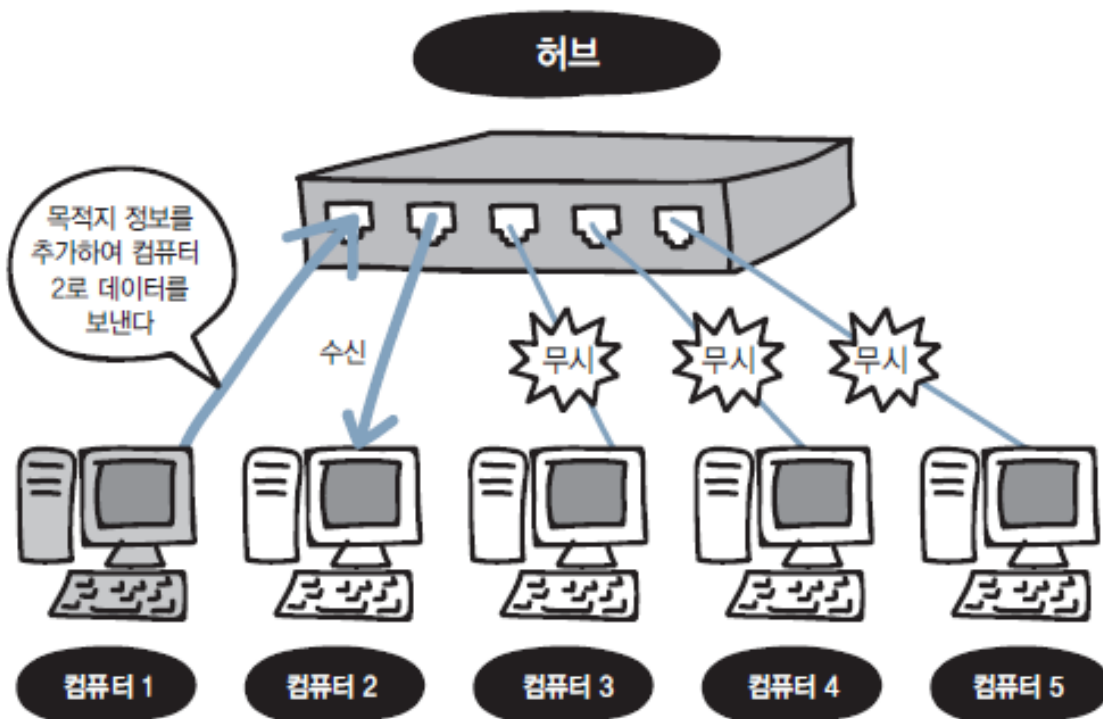 허브
목적지 정보를
추가하여 컴퓨터
2로 데이터를
보낸다
수신
무시
무시
무시
컴퓨터 1
컴퓨터 2
컴퓨터 3
컴퓨터 4
컴퓨터 5